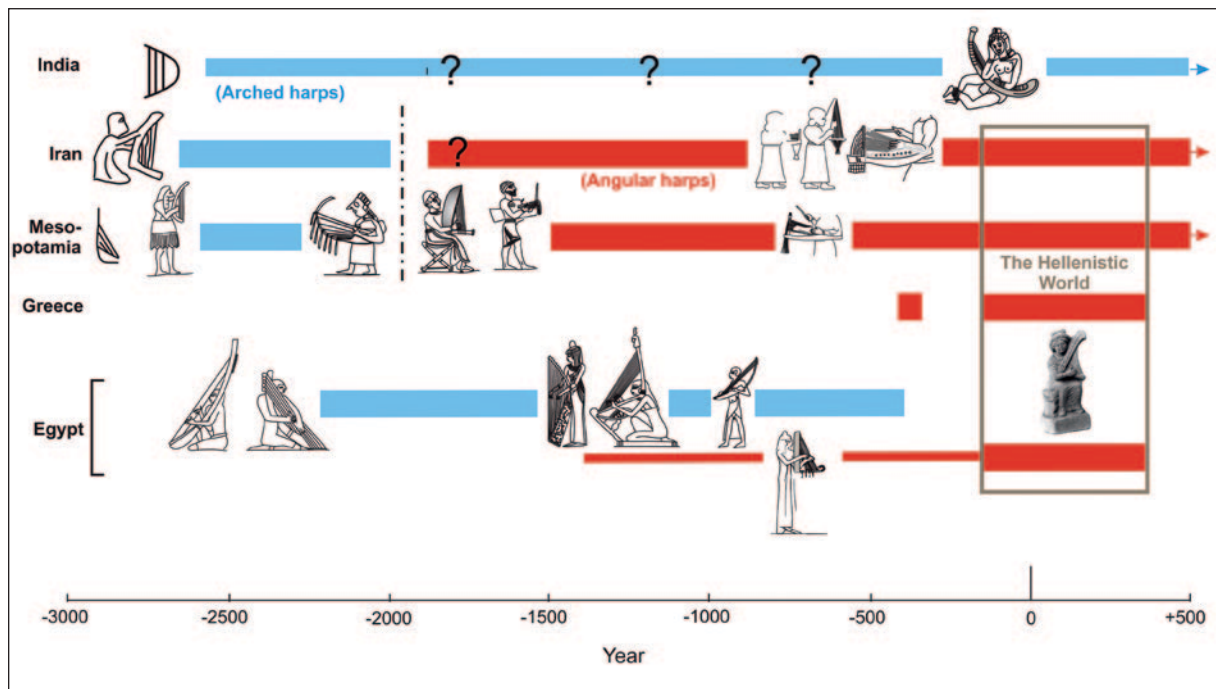 India
? ? ?
(Arched harps)
Iran
?
(Angular harps)
Meso-
potamia
The Hellenistic
World
Greece
Egypt
-3000 -2500 -2000 -1500 -1000 -500 0 +500
Year